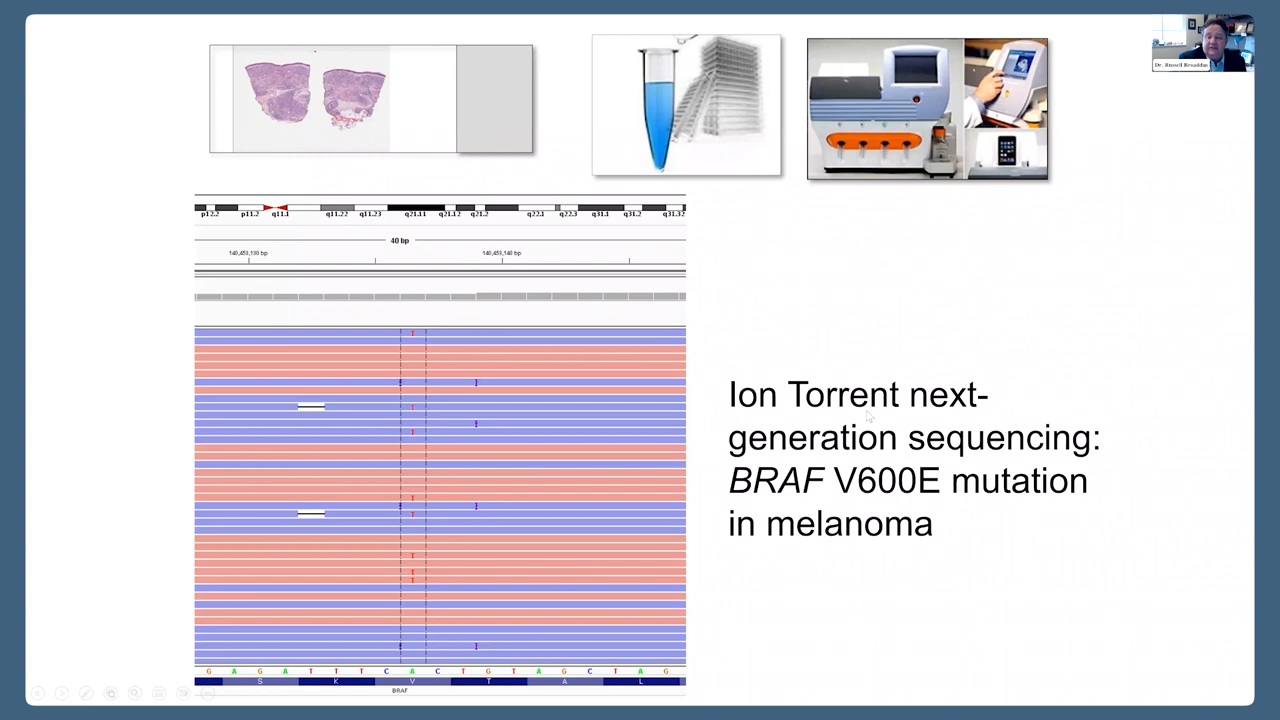 Dr. Russell Broaddus
p12.2 p11.2 q11.1 q11.22 q11.23 q21.11 q21.12 q21.2 q22.1 q22.3 q31.1 q31.2 q31.32
40 bp
140,453,130 bp 140,453,140 bp
T
T
T
T
T
T
T
T
Ion Torrent next-
generation sequencing:
BRAF V600E mutation
in melanoma
G A G A T T T C A C T G T A G C T A G
S K V T A L
BRAF